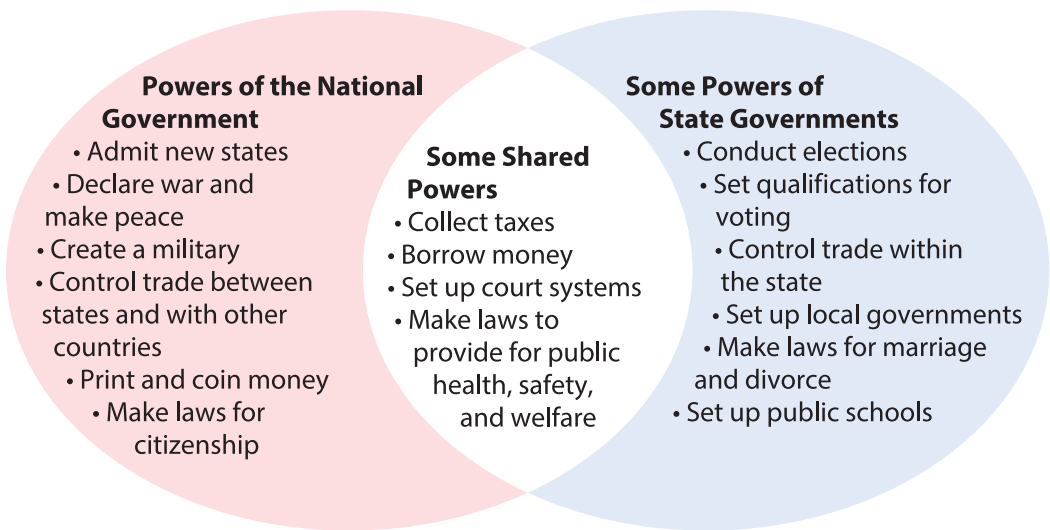 Powers of the National
Government
• Admit new states
• Declare war and
make peace
• Create a military
• Control trade between
states and with other
countries
• Print and coin money
• Make laws for
citizenship
Some Shared
Powers
• Collect taxes
• Borrow money
• Set up court systems
• Make laws to
provide for public
health, safety,
and welfare
Some Powers of
State Governments
• Conduct elections
• Set qualifications for
voting
• Control trade within
the state
• Set up local governments
• Make laws for marriage
and divorce
• Set up public schools